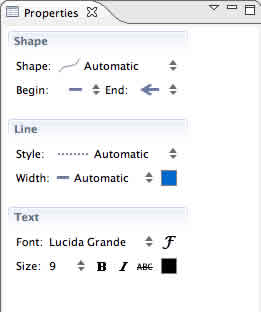 Properties
Shape
Shape: Automatic
Begin: End:
Line
Style: Automatic
Width: Automatic
Text
Font: Lucida Grande F
Size: 9 B I ABC